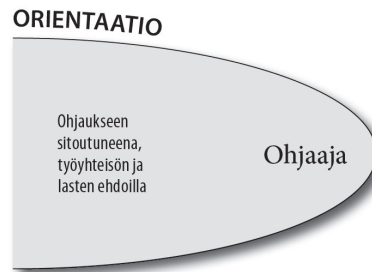 ORIENTAATIO
Ohjaukseen
sitoutuneena,
työyhteisön ja
lasten ehdoilla
Ohjaaja